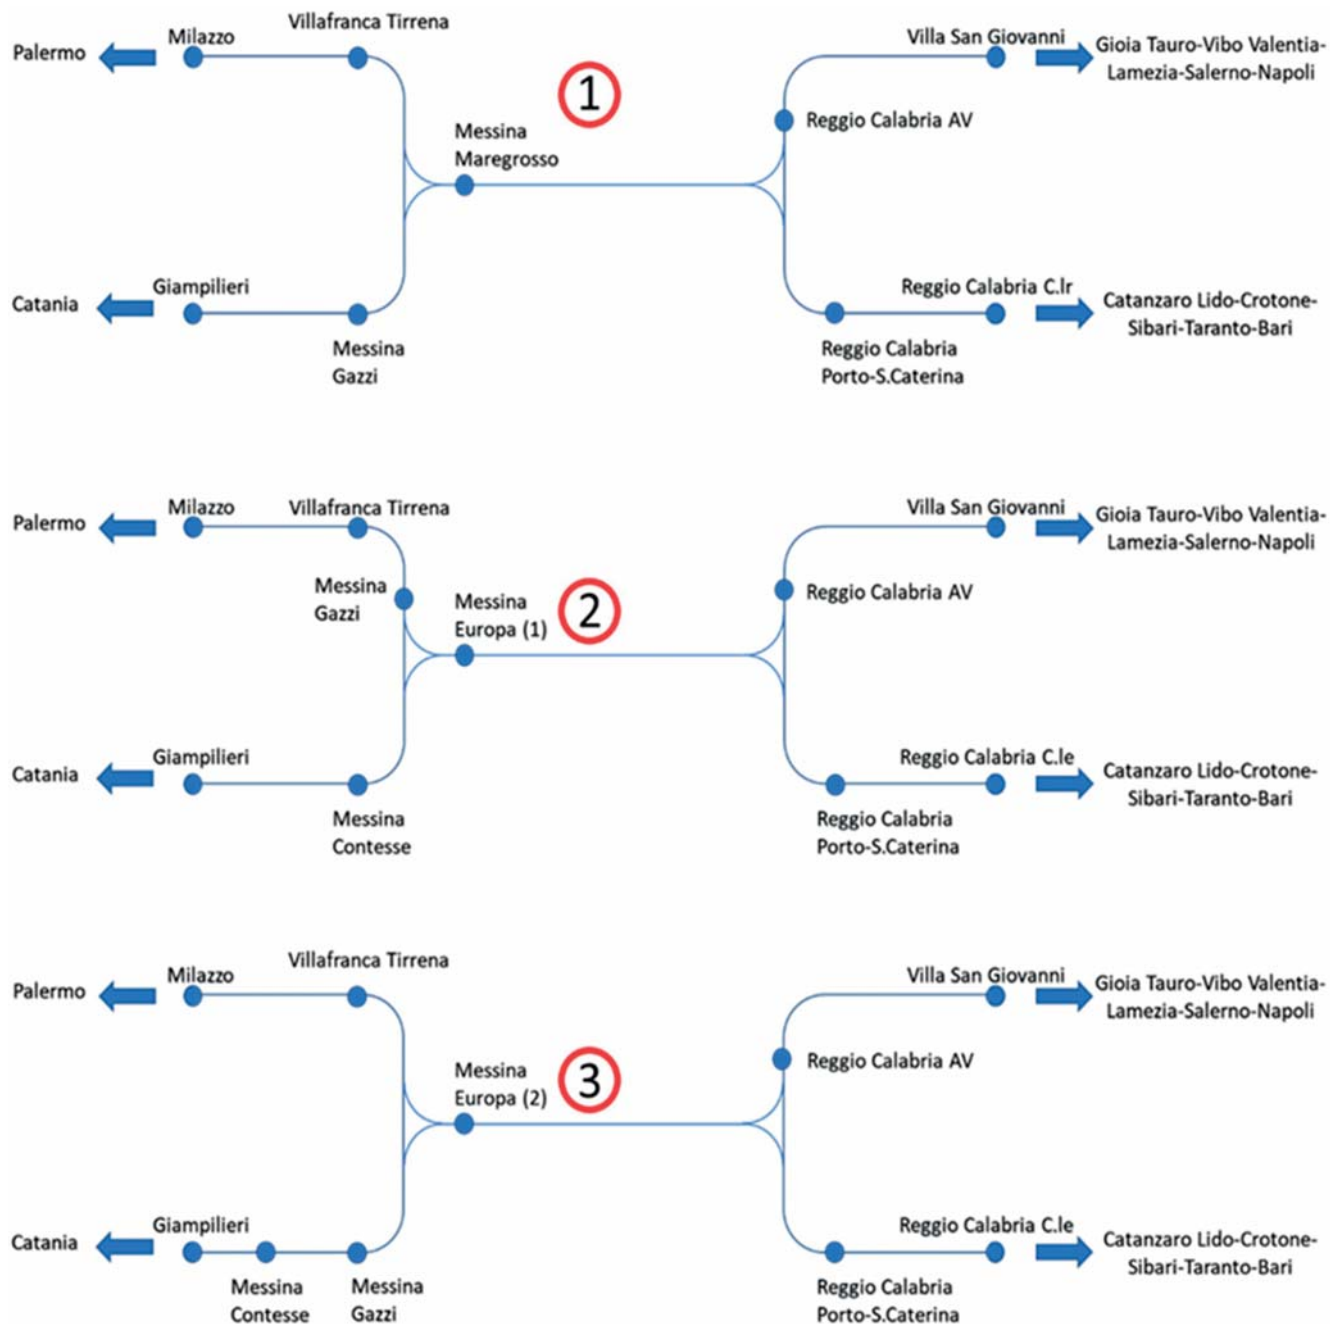 Villafranca Tirrena
Palermo
Milazzo
Villa San Giovanni
Gioia Tauro-Vibo Valentia-
Lamezia-Salerno-Napoli
1
Messina
Maregrosso
Reggio Calabria AV
Catania
Giampilieri
Messina
Gazzi
Reggio Calabria C.lr
Catanzaro Lido-Crotone-
Sibari-Taranto-Bari
Reggio Calabria
Porto-S.Caterina
Palermo
Milazzo
Villafranca Tirrena
Villa San Giovanni
Gioia Tauro-Vibo Valentia-
Lamezia-Salerno-Napoli
Messina
Gazzi
Messina
Europa (1)
2
Reggio Calabria AV
Catania
Giampilieri
Messina
Contesse
Reggio Calabria C.le
Catanzaro Lido-Crotone-
Sibari-Taranto-Bari
Reggio Calabria
Porto-S.Caterina
Villafranca Tirrena
Palermo
Milazzo
Villa San Giovanni
Gioia Tauro-Vibo Valentia-
Lamezia-Salerno-Napoli
Messina
Europa (2)
3
Reggio Calabria AV
Catania
Giampilieri
Messina
Contesse
Messina
Gazzi
Reggio Calabria C.le
Catanzaro Lido-Crotone-
Sibari-Taranto-Bari
Reggio Calabria
Porto-S.Caterina